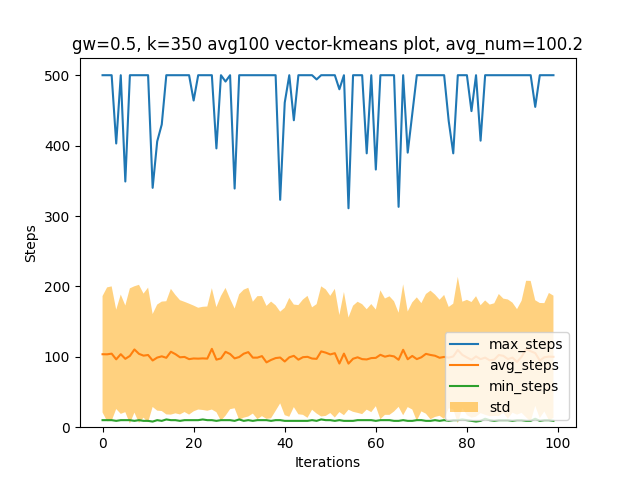 gw=0.5, k=350 avg100 vector-kmeans plot, avg_num=100.2
500
400
300
200
100
0
Steps
max_steps
avg_steps
min_steps
std
0 20 40 60 80 100
Iterations